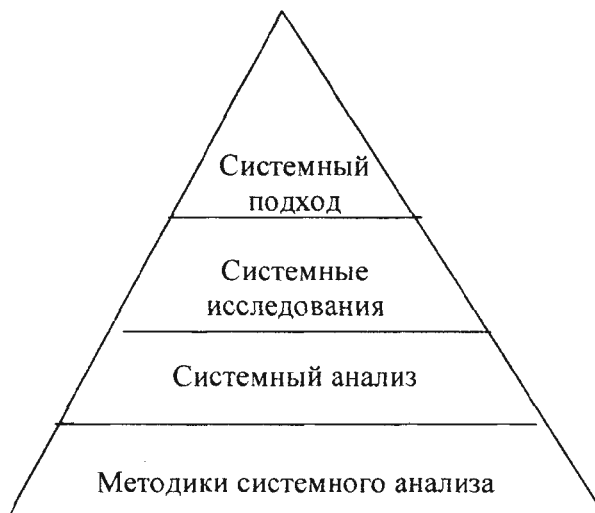 Системный
подход
Системные
исследования
Системный анализ
Методики системного анализа